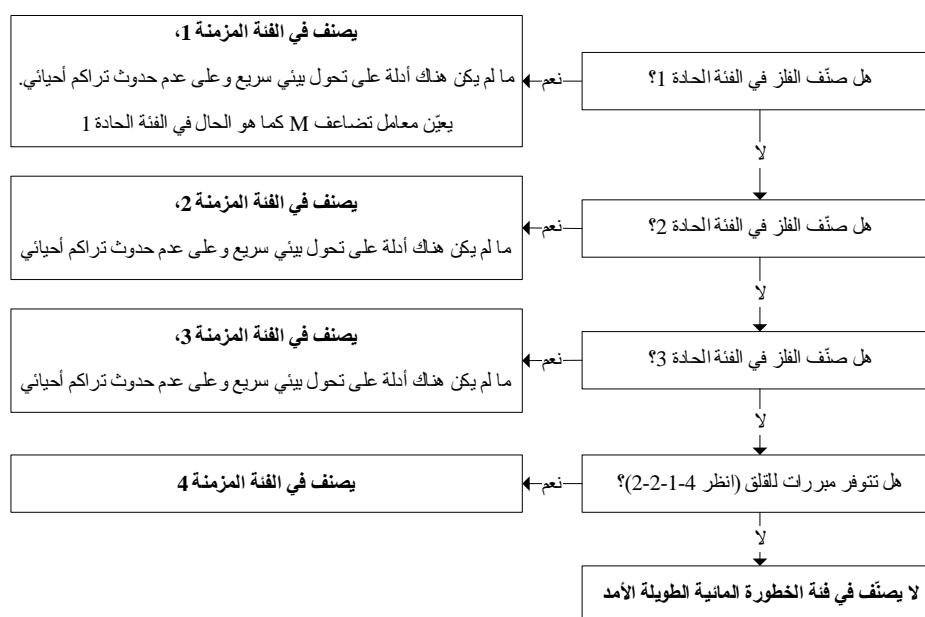 هل صنّف الفلز في الفئة الحادة 1؟
نعم
يصنف في الفئة المزمنة 1،
ما لم يكن هناك أدلة على تحول بيئي سريع وعلى عدم حدوث تراكم أحيائي.
يعيّن معامل تضاعف M كما هو الحال في الفئة الحادة 1
لا
هل صنّف الفلز في الفئة الحادة 2؟
نعم
يصنف في الفئة المزمنة 2،
ما لم يكن هناك أدلة على تحول بيئي سريع وعلى عدم حدوث تراكم أحيائي
لا
هل صنّف الفلز في الفئة الحادة 3؟
نعم
يصنف في الفئة المزمنة 3،
ما لم يكن هناك أدلة على تحول بيئي سريع وعلى عدم حدوث تراكم أحيائي
لا
هل تتوفر مبررات للقلق (انظر 4-1-2-2)؟
نعم
يصنف في الفئة المزمنة 4
لا
لا يصنّف في فئة الخطورة المائية الطويلة الأمد